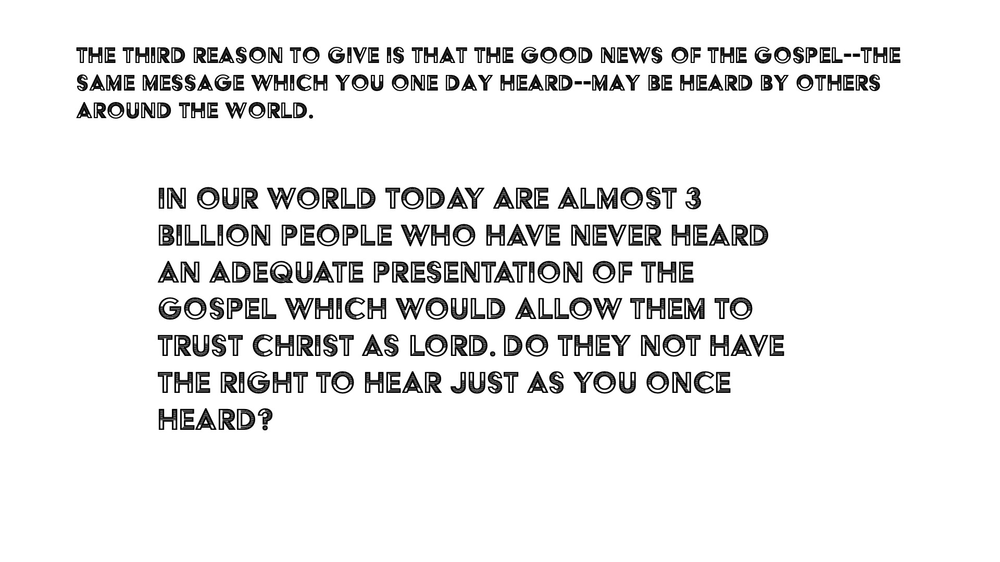 THE THIRD REASON TO GIVE IS THAT THE GOOD NEWS OF THE GOSPEL--THE
SAME MESSAGE WHICH YOU ONE DAY HEARD--MAY BE HEARD BY OTHERS
AROUND THE WORLD.
IN OUR WORLD TODAY ARE ALMOST 3
BILLION PEOPLE WHO HAVE NEVER HEARD
AN ADEQUATE PRESENTATION OF THE
GOSPEL WHICH WOULD ALLOW THEM TO
TRUST CHRIST AS LORD. DO THEY NOT HAVE
THE RIGHT TO HEAR JUST AS YOU ONCE
HEARD?